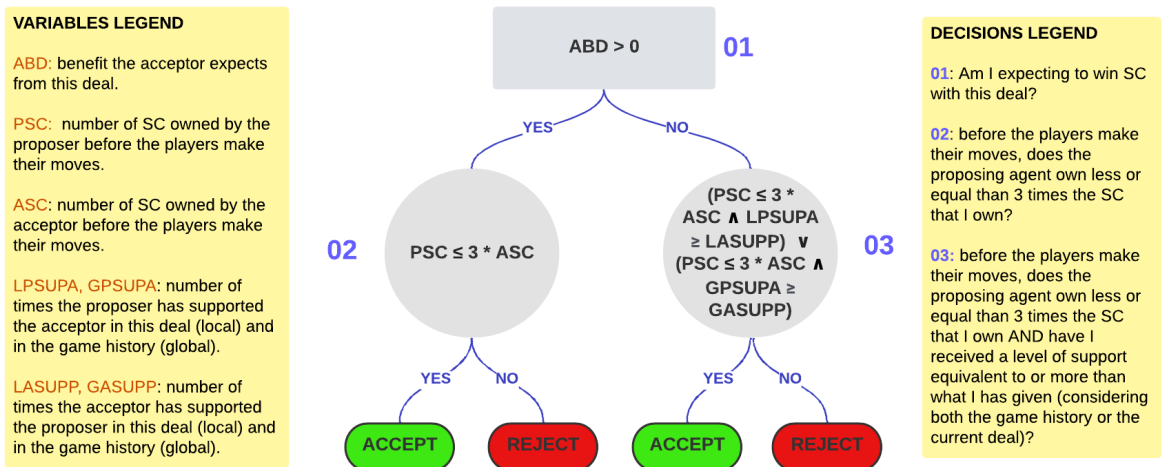 VARIABLES LEGEND
ABD: benefit the acceptor expects
from this deal.
PSC:  number of SC owned by the
proposer before the players make
their moves.
ASC: number of SC owned by the
acceptor before the players make
their moves.
LPSUPA, GPSUPA: number of
times the proposer has supported
the acceptor in this deal (local) and
in the game history (global).
LASUPP, GASUPP: number of
times the acceptor has supported
the proposer in this deal (local) and
in the game history (global).
ABD > 0
01
YES
NO
02
PSC ≤ 3 * ASC
(PSC ≤ 3 *
ASC ∧ LPSUPA
≥ LASUPP) ∨
(PSC ≤ 3 * ASC ∧
GPSUPA ≥
GASUPP)
03
YES
NO
YES
NO
ACCEPT
REJECT
ACCEPT
REJECT
DECISIONS LEGEND
01: Am I expecting to win SC
with this deal?
02: before the players make
their moves, does the
proposing agent own less or
equal than 3 times the SC
that I own?
03: before the players make
their moves, does the
proposing agent own less or
equal than 3 times the SC
that I own AND have I
received a level of support
equivalent to or more than
what I has given (considering
both the game history or the
current deal)?